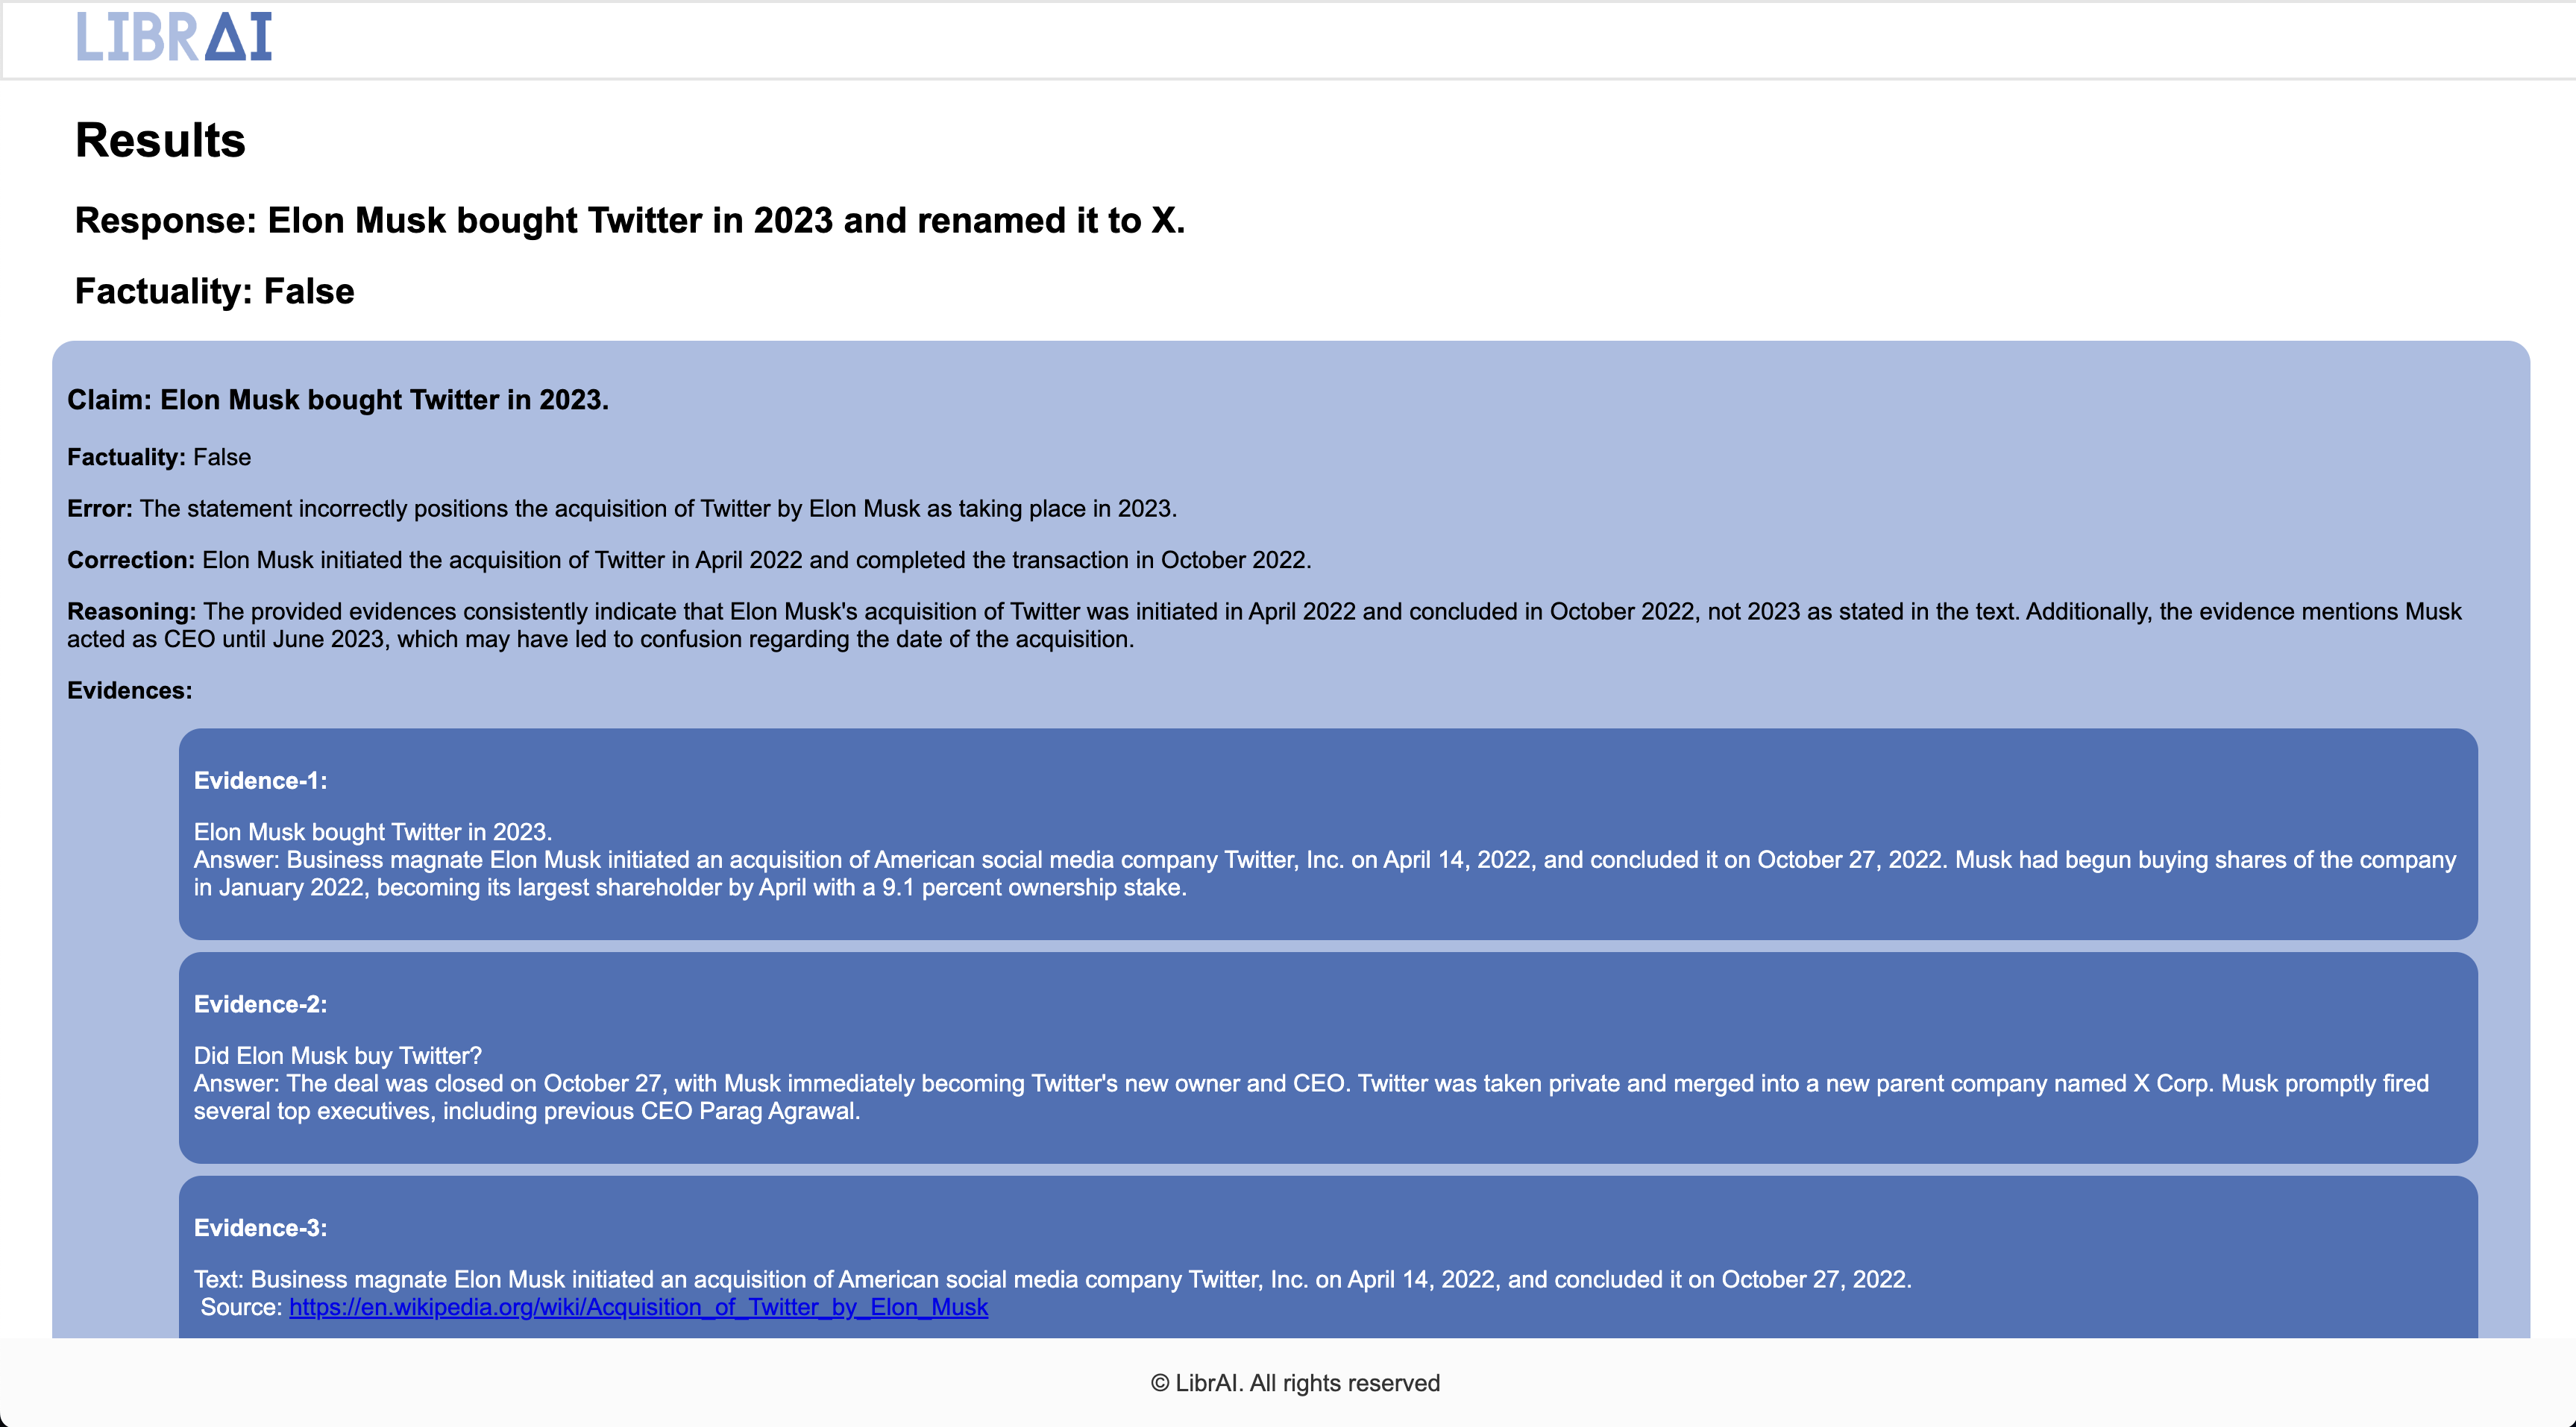 LIBRAI
Results
Response: Elon Musk bought Twitter in 2023 and renamed it to X.
Factuality: False
Claim: Elon Musk bought Twitter in 2023.
Factuality: False
Error: The statement incorrectly positions the acquisition of Twitter by Elon Musk as taking place in 2023.
Correction: Elon Musk initiated the acquisition of Twitter in April 2022 and completed the transaction in October 2022.
Reasoning: The provided evidences consistently indicate that Elon Musk's acquisition of Twitter was initiated in April 2022 and concluded in October 2022, not 2023 as stated in the text. Additionally, the evidence mentions Musk
acted as CEO until June 2023, which may have led to confusion regarding the date of the acquisition.
Evidences:
Evidence-1:
Elon Musk bought Twitter in 2023.
Answer: Business magnate Elon Musk initiated an acquisition of American social media company Twitter, Inc. on April 14, 2022, and concluded it on October 27, 2022. Musk had begun buying shares of the company
in January 2022, becoming its largest shareholder by April with a 9.1 percent ownership stake.
Evidence-2:
Did Elon Musk buy Twitter?
Answer: The deal was closed on October 27, with Musk immediately becoming Twitter's new owner and CEO. Twitter was taken private and merged into a new parent company named X Corp. Musk promptly fired
several top executives, including previous CEO Parag Agrawal.
Evidence-3:
Text: Business magnate Elon Musk initiated an acquisition of American social media company Twitter, Inc. on April 14, 2022, and concluded it on October 27, 2022.
Source: https://en.wikipedia.org/wiki/Acquisition_of_Twitter_by_Elon_Musk
© LibrAI. All rights reserved